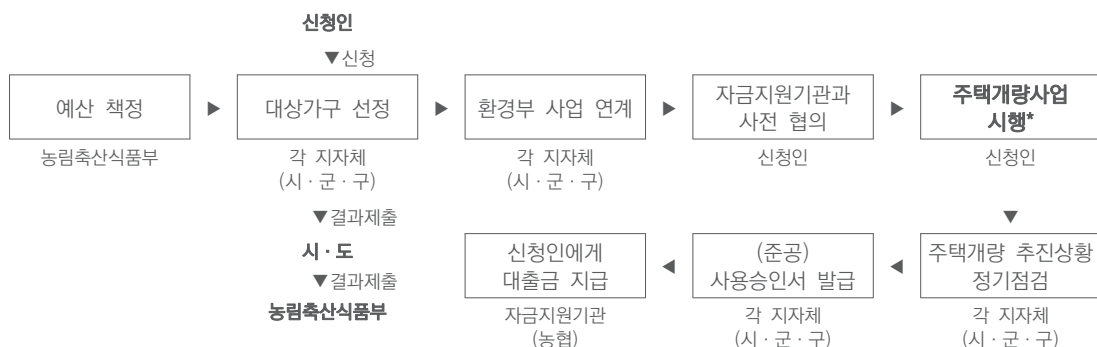 신청인
▼신청
예산 책정
▶
대상가구 선정
▶
환경부 사업 연계
▶
자금지원기관과
사전 협의
▶
주택개량사업
시행*
농림축산식품부
각 지자체
(시 · 군 · 구)
각 지자체
(시 · 군 · 구)
신청인
신청인
▼결과제출
▼
시 · 도
▼결과제출
농림축산식품부
주택개량 추진상황
정기점검
◀
(준공)
사용승인서 발급
◀
신청인에게
대출금 지급
각 지자체
(시 · 군 · 구)
각 지자체
(시 · 군 · 구)
자금지원기관
(농협)